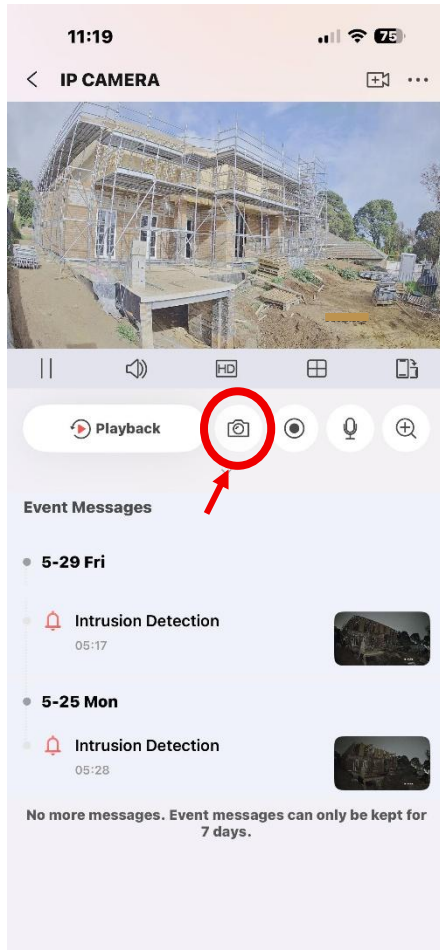 11:19
75
IP CAMERA
HD
Playback
Event Messages
5-29 Fri
Intrusion Detection
05:17
5-25 Mon
Intrusion Detection
05:28
No more messages. Event messages can only be kept for
7 days.